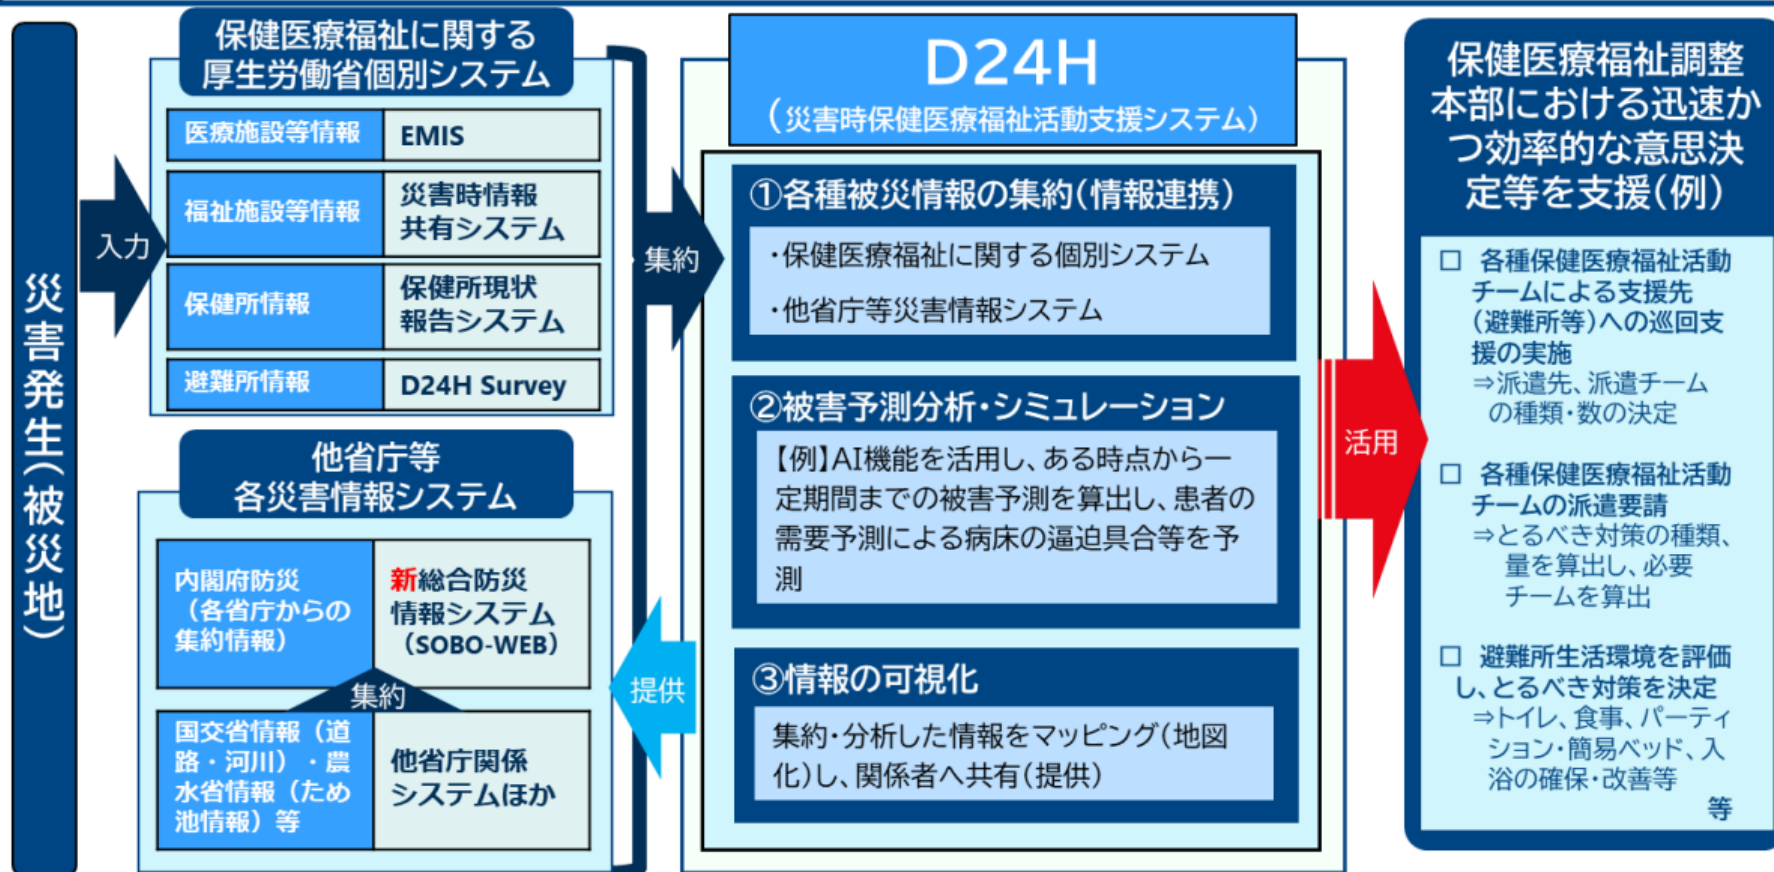 災害発生(被災地)
入力
保健医療福祉に関する
厚生労働省個別システム
医療施設等情報
EMIS
福祉施設等情報
災害時情報
共有システム
保健所情報
保健所現状
報告システム
避難所情報
D24H Survey
他省庁等
各災害情報システム
内閣府防災
(各省庁からの
集約情報)
新総合防災
情報システム
(SOBO-WEB)
集約
国交省情報(道
路・河川)・農
水省情報(ため
池情報)等
他省庁関係
システムほか
集約
提供
D24H
(災害時保健医療福祉活動支援システム)
①各種被災情報の集約(情報連携)
・保健医療福祉に関する個別システム
・他省庁等災害情報システム
②被害予測分析・シミュレーション
【例】AI機能を活用し、ある時点から一
定期間までの被害予測を算出し、患者の
需要予測による病床の逼迫具合等を予
測
③情報の可視化
集約・分析した情報をマッピング(地図
化)し、関係者へ共有(提供)
活用
保健医療福祉調整
本部における迅速か
つ効率的な意思決
定等を支援(例)
□ 各種保健医療福祉活動
チームによる支援先
(避難所等)への巡回支
援の実施
⇒派遣先、派遣チーム
の種類・数の決定
□ 各種保健医療福祉活動
チームの派遣要請
⇒とるべき対策の種類、
量を算出し、必要
チームを算出
□ 避難所生活環境を評価
し、とるべき対策を決定
⇒トイレ、食事、パーティ
ション・簡易ベッド、入
浴の確保・改善等
等